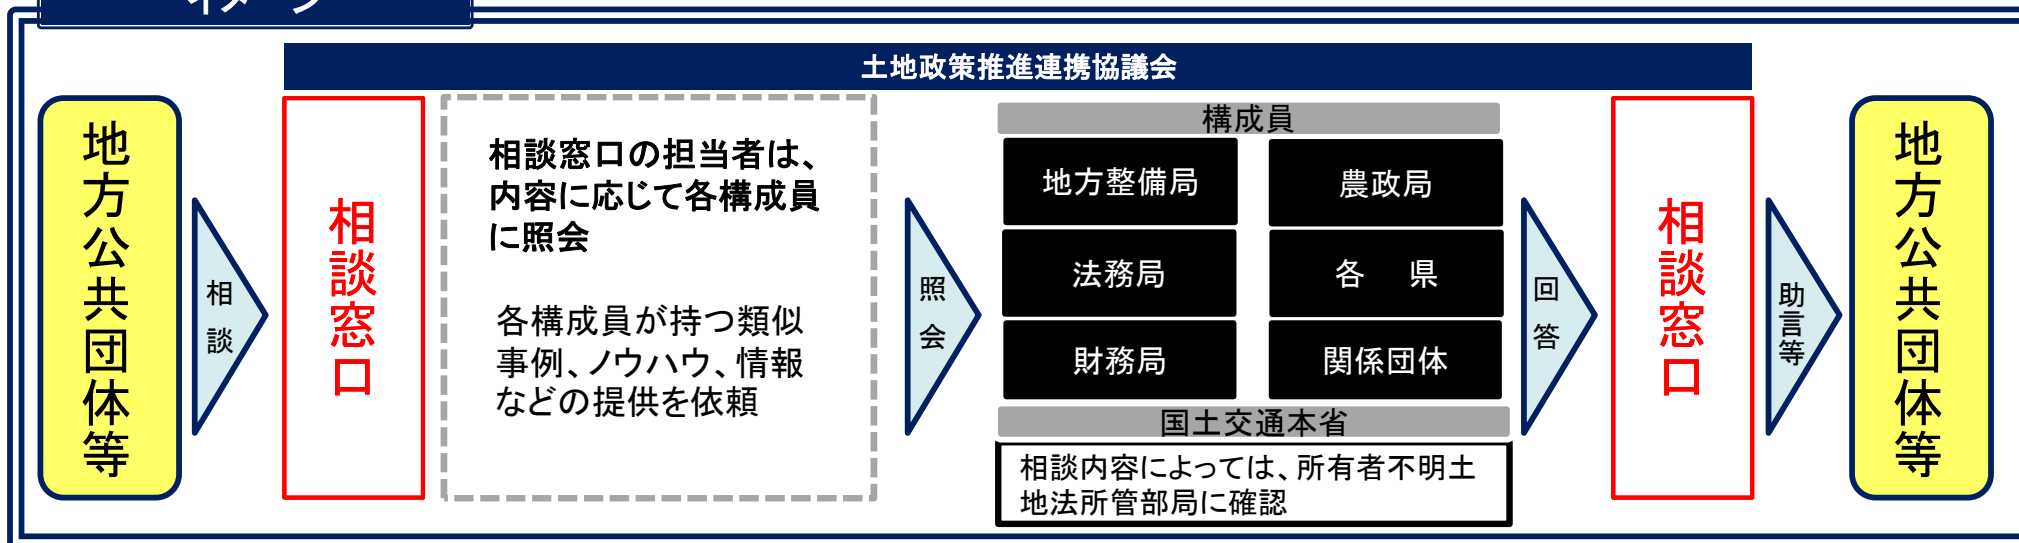 土地政策推進連携協議会
地方公共団体等
相談
相談窓口
相談窓口の担当者は、
内容に応じて各構成員
に照会
各構成員が持つ類似
事例、ノウハウ、情報
などの提供を依頼
照会
構成員
地方整備局
農政局
法務局
各 県
財務局
関係団体
国土交通本省
相談内容によっては、所有者不明土
地法所管部局に確認
回答
相談窓口
助言等
地方公共団体等